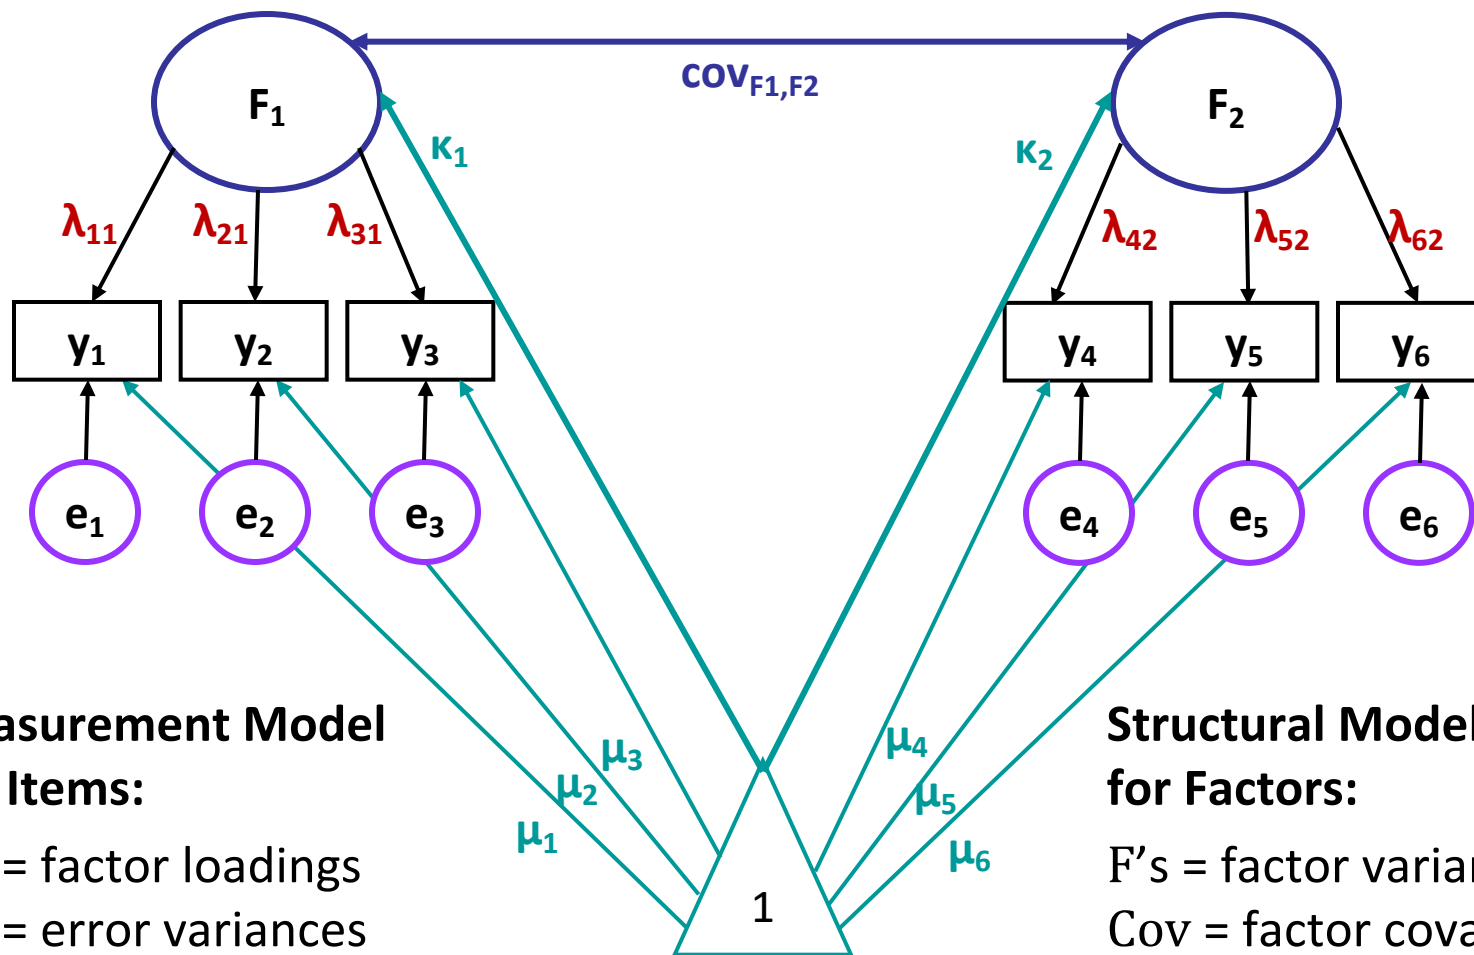 cov_F1,F2
F₁
F₂
κ₁
κ₂
λ₁₁
λ₂₁
λ₃₁
λ₄₂
λ₅₂
λ₆₂
y₁
y₂
y₃
y₄
y₅
y₆
e₁
e₂
e₃
e₄
e₅
e₆
μ₃
μ₂
μ₁
μ₄
μ₅
μ₆
1
asurement Model
Items:
= factor loadings
= error variances
Structural Model
for Factors:
F's = factor varian
Cov = factor cova